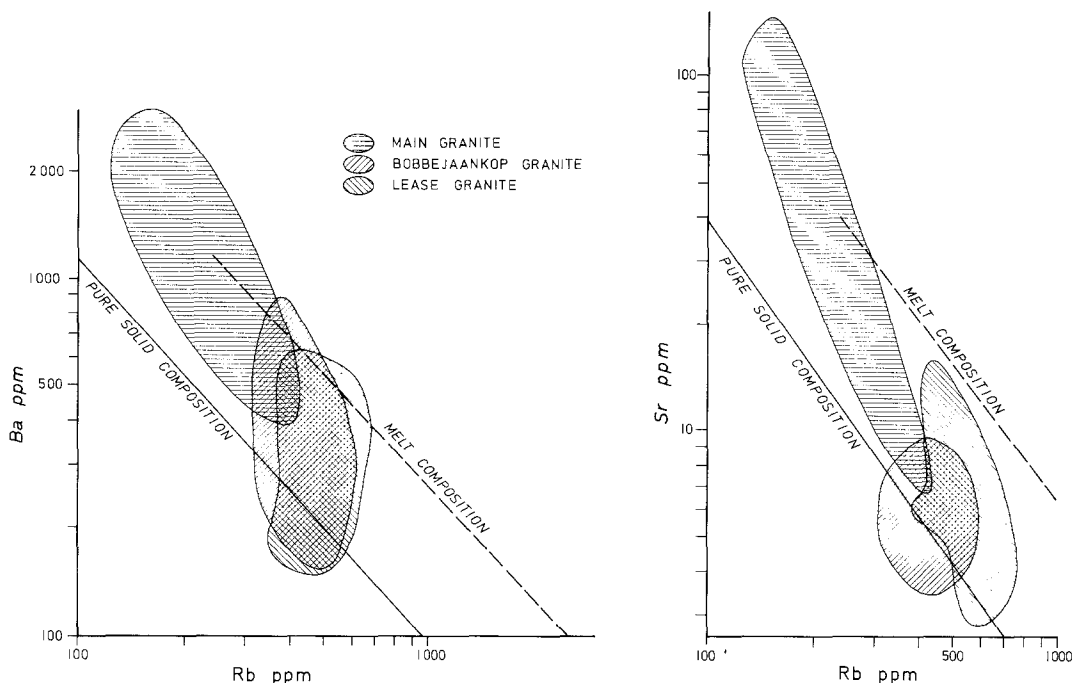 2000
1000
500
100
Ba ppm
100
1000
Rb ppm
PURE SOLID COMPOSITION
MELT COMPOSITION
MAIN GRANITE
BOBBEJAANKOP GRANITE
LEASE GRANITE
100
10
Sr ppm
100
500
1000
Rb ppm
PURE SOLID COMPOSITION
MELT COMPOSITION